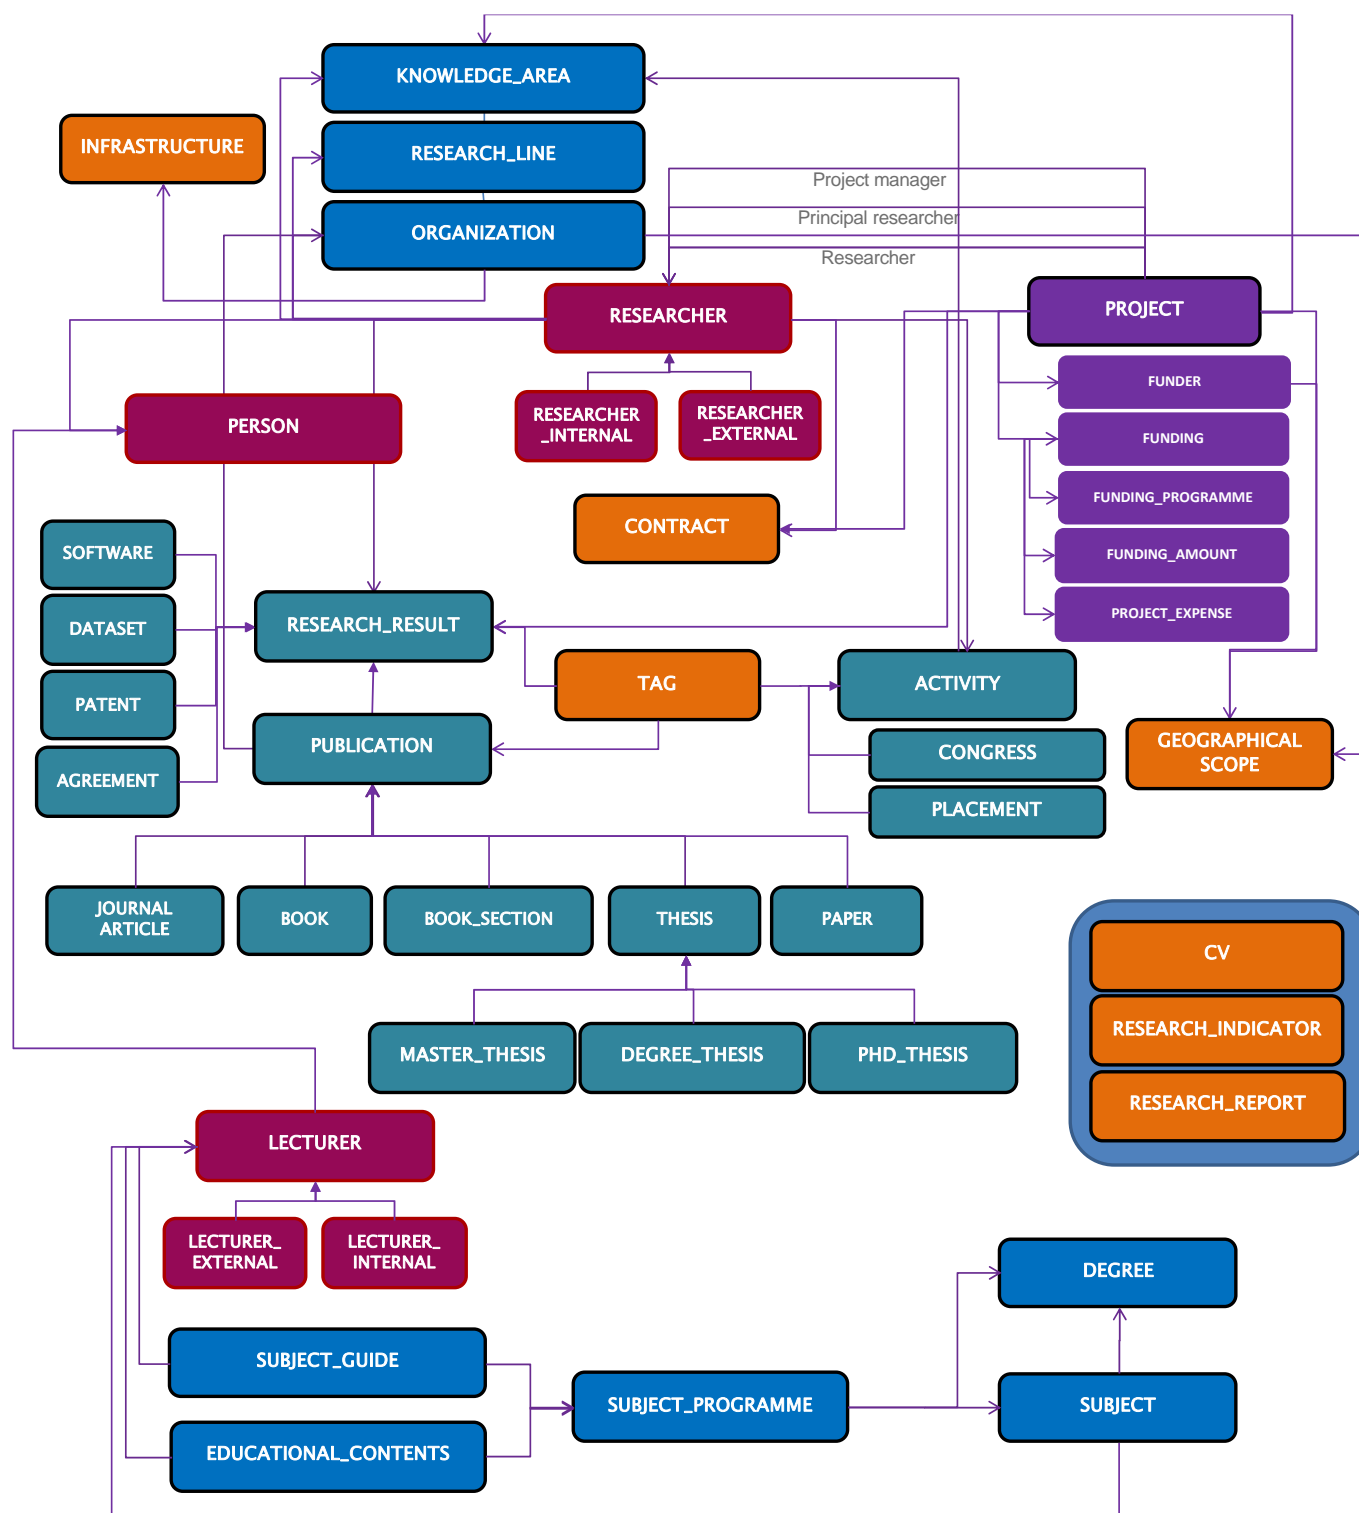 KNOWLEDGE_AREA
INFRASTRUCTURE
RESEARCH_LINE
Project manager
Principal researcher
ORGANIZATION
Researcher
RESEARCHER
PROJECT
FUNDER
PERSON
RESEARCHER
_INTERNAL
RESEARCHER
_EXTERNAL
FUNDING
FUNDING_PROGRAMME
CONTRACT
SOFTWARE
FUNDING_AMOUNT
PROJECT_EXPENSE
DATASET
RESEARCH_RESULT
PATENT
TAG
ACTIVITY
PUBLICATION
CONGRESS
GEOGRAPHICAL
SCOPE
AGREEMENT
PLACEMENT
JOURNAL
ARTICLE
BOOK
BOOK_SECTION
THESIS
PAPER
CV
RESEARCH_INDICATOR
MASTER_THESIS
DEGREE_THESIS
PHD_THESIS
RESEARCH_REPORT
LECTURER
LECTURER_
EXTERNAL
LECTURER_
INTERNAL
DEGREE
SUBJECT_GUIDE
SUBJECT_PROGRAMME
SUBJECT
EDUCATIONAL_CONTENTS